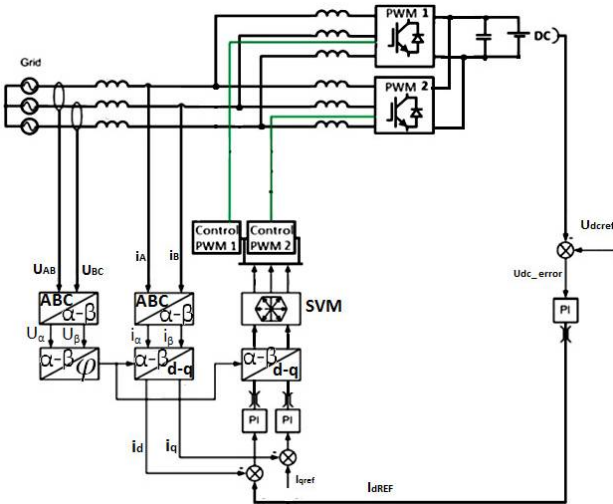 PWM 1
DC
Grid
PWM 2
Control
PWM 1
Control
PWM 2
Udcref
-
UAB
UBC
iA
iB
Udc_error
ABC
α-β
ABC
α-β
SVM
PI
Uα
Uβ
iα
iβ
α-β
φ
α-β
d-q
α-β
d-q
PI
PI
id
iq
-
-
Iqref
IdREF